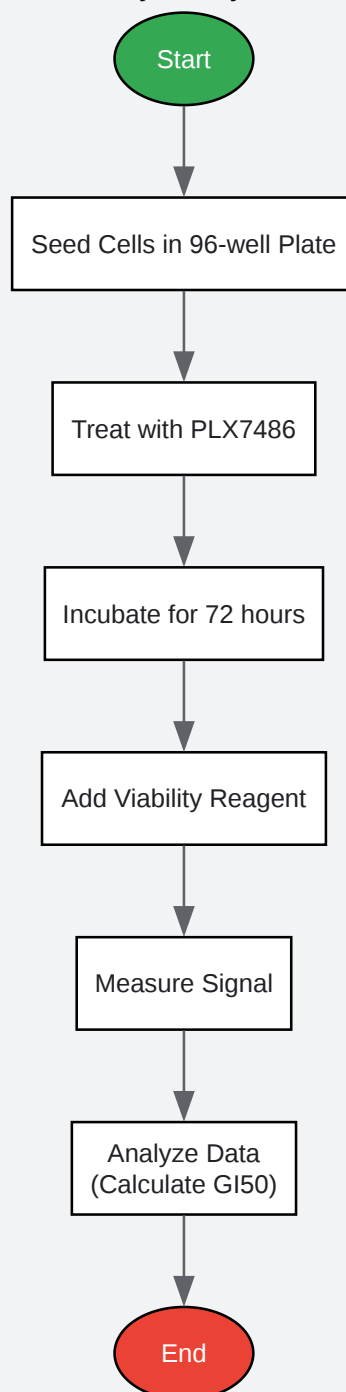 Start
Seed Cells in 96-well Plate
Treat with PLX7486
Incubate for 72 hours
Add Viability Reagent
Measure Signal
Analyze Data
(Calculate GI50)
End